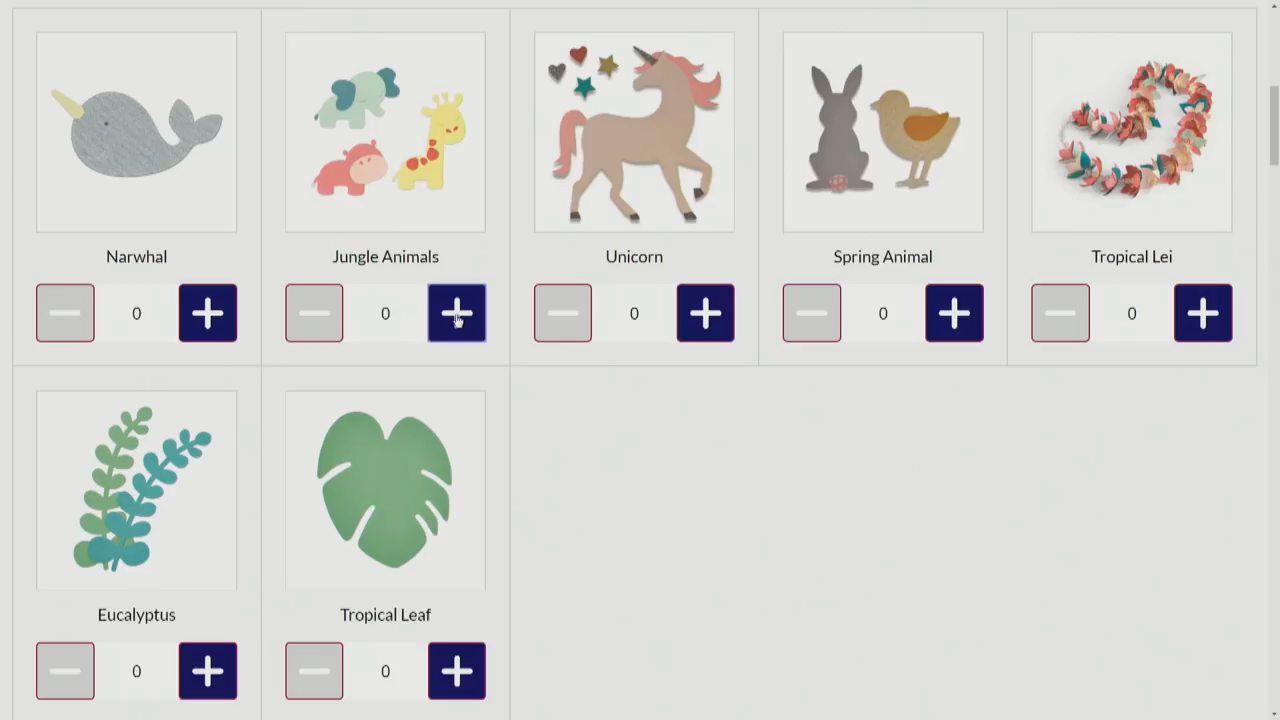 Narwhal
Jungle Animals
Unicorn
Spring Animal
Tropical Lei
0
0
0
0
0
Eucalyptus
Tropical Leaf
0
0